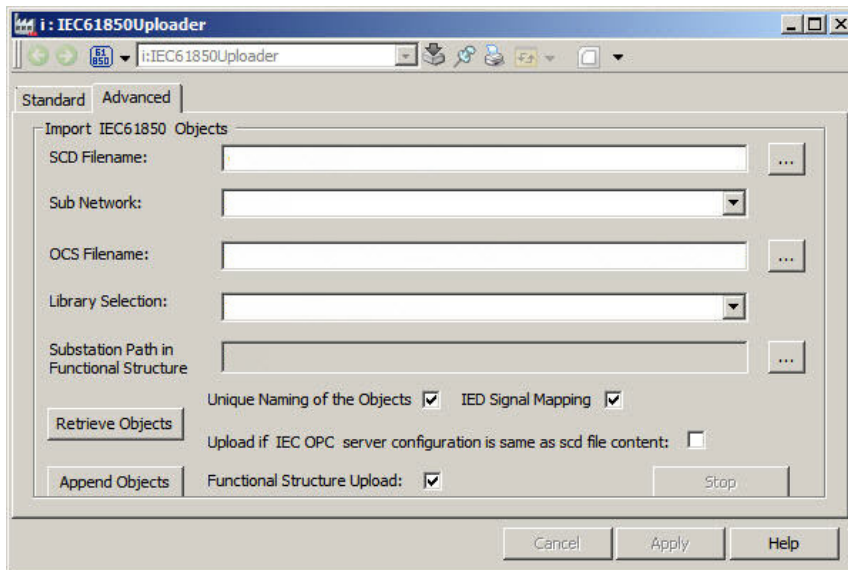 i: IEC61850Uploader
61 850 i:IEC61850Uploader
Standard Advanced
Import IEC61850 Objects
SCD Filename: ...
Sub Network:
OCS Filename: ...
Library Selection:
Substation Path in
Functional Structure ...
Unique Naming of the Objects IED Signal Mapping
Retrieve Objects
Upload if IEC OPC server configuration is same as scd file content:
Append Objects Functional Structure Upload: Stop
Cancel Apply Help